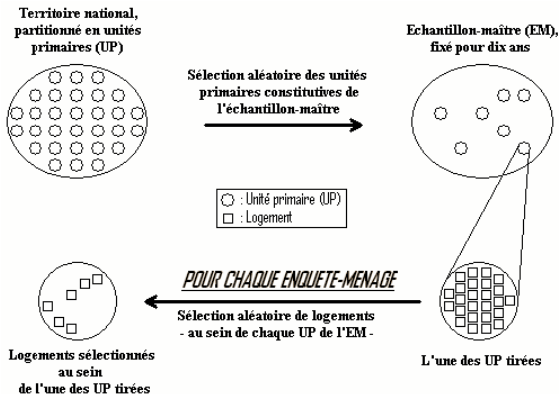 Territoire national,
partitionné en unités
primaires (UP)
Echantillon-maître (EM),
fixé pour dix ans
Sélection aléatoire des unités
primaires constitutives de
l'échantillon-maître
: Unité primaire (UP)
: Logement
POUR CHAQUE ENQUETE-MENAGE
Sélection aléatoire de logements
- au sein de chaque UP de l'EM -
Logements sélectionnés
au sein
de l'une des UP tirées
L'une des UP tirées